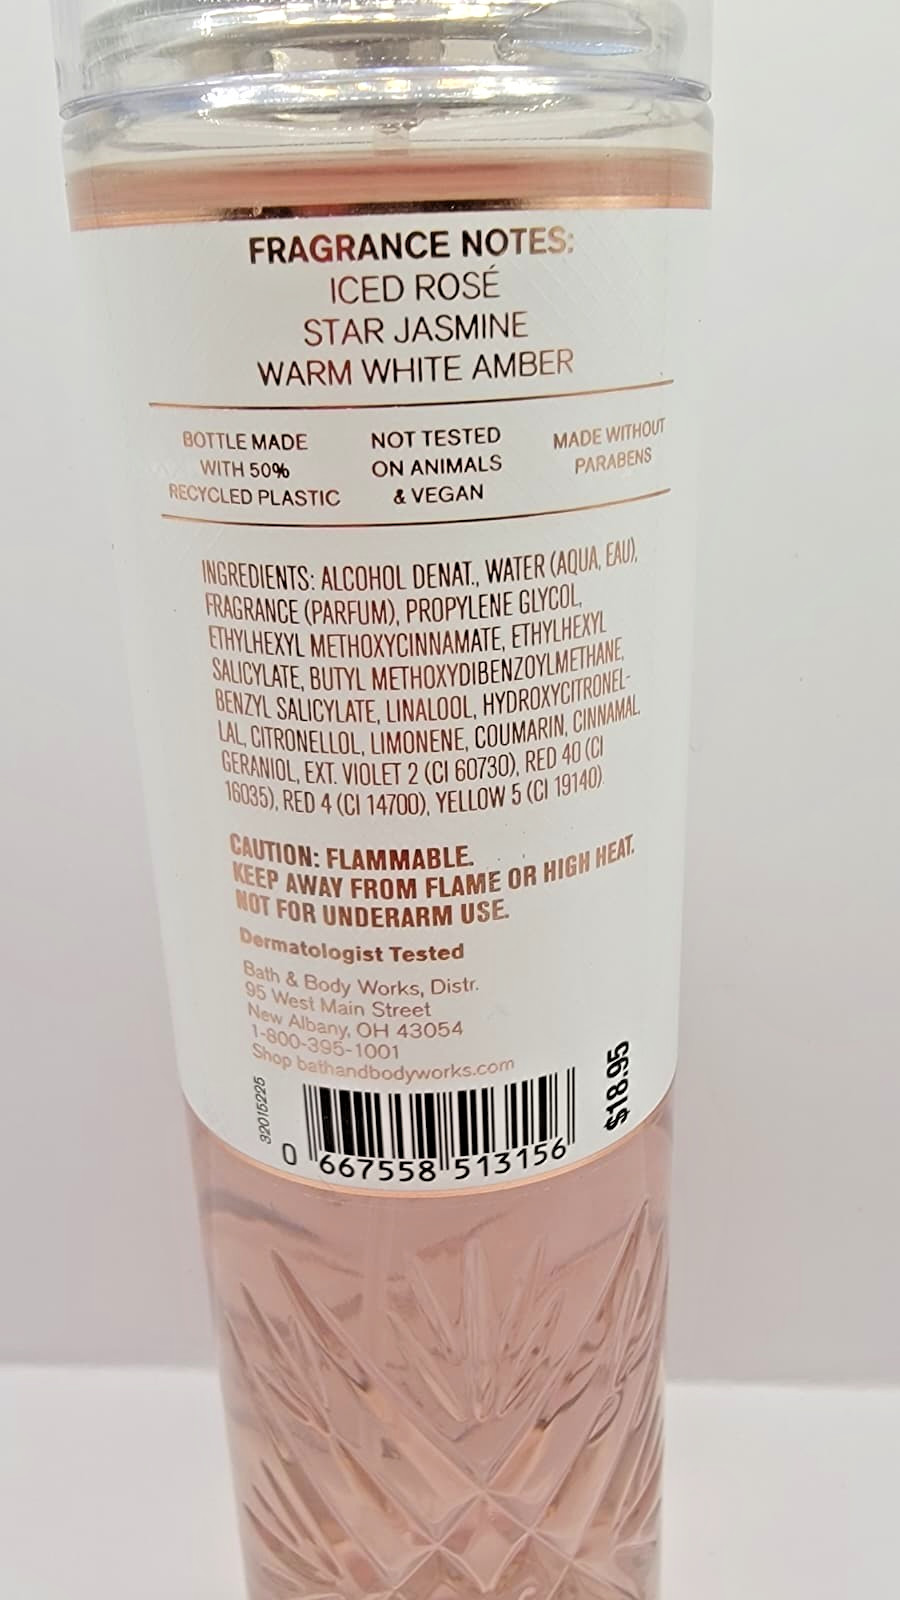 FRAGRANCE NOTES:
ICED ROSÉ
STAR JASMINE
WARM WHITE AMBER
BOTTLE MADE
WITH 50%
RECYCLED PLASTIC
NOT TESTED
ON ANIMALS
& VEGAN
MADE WITHOUT
PARABENS
INGREDIENTS: ALCOHOL DENAT., WATER (AQUA, EAU),
FRAGRANCE (PARFUM), PROPYLENE GLYCOL,
ETHYLHEXYL METHOXYCINNAMATE, ETHYLHEXYL
SALICYLATE, BUTYL METHOXYDIBENZOYLMETHANE,
BENZYL SALICYLATE, LINALOOL, HYDROXYCITRONEL-
LAL, CITRONELLOL, LIMONENE, COUMARIN, CINNAMAL,
GERANIOL, EXT. VIOLET 2 (CI 60730), RED 40 (CI
16035), RED 4 (CI 14700), YELLOW 5 (CI 19140)
CAUTION: FLAMMABLE.
KEEP AWAY FROM FLAME OR HIGH HEAT.
NOT FOR UNDERARM USE.
Dermatologist Tested
Bath & Body Works, Distr.
95 West Main Street
New Albany, OH 43054
1-800-395-1001
Shop bathandbodyworks.com
32015225
$18.95
0 667558 513156